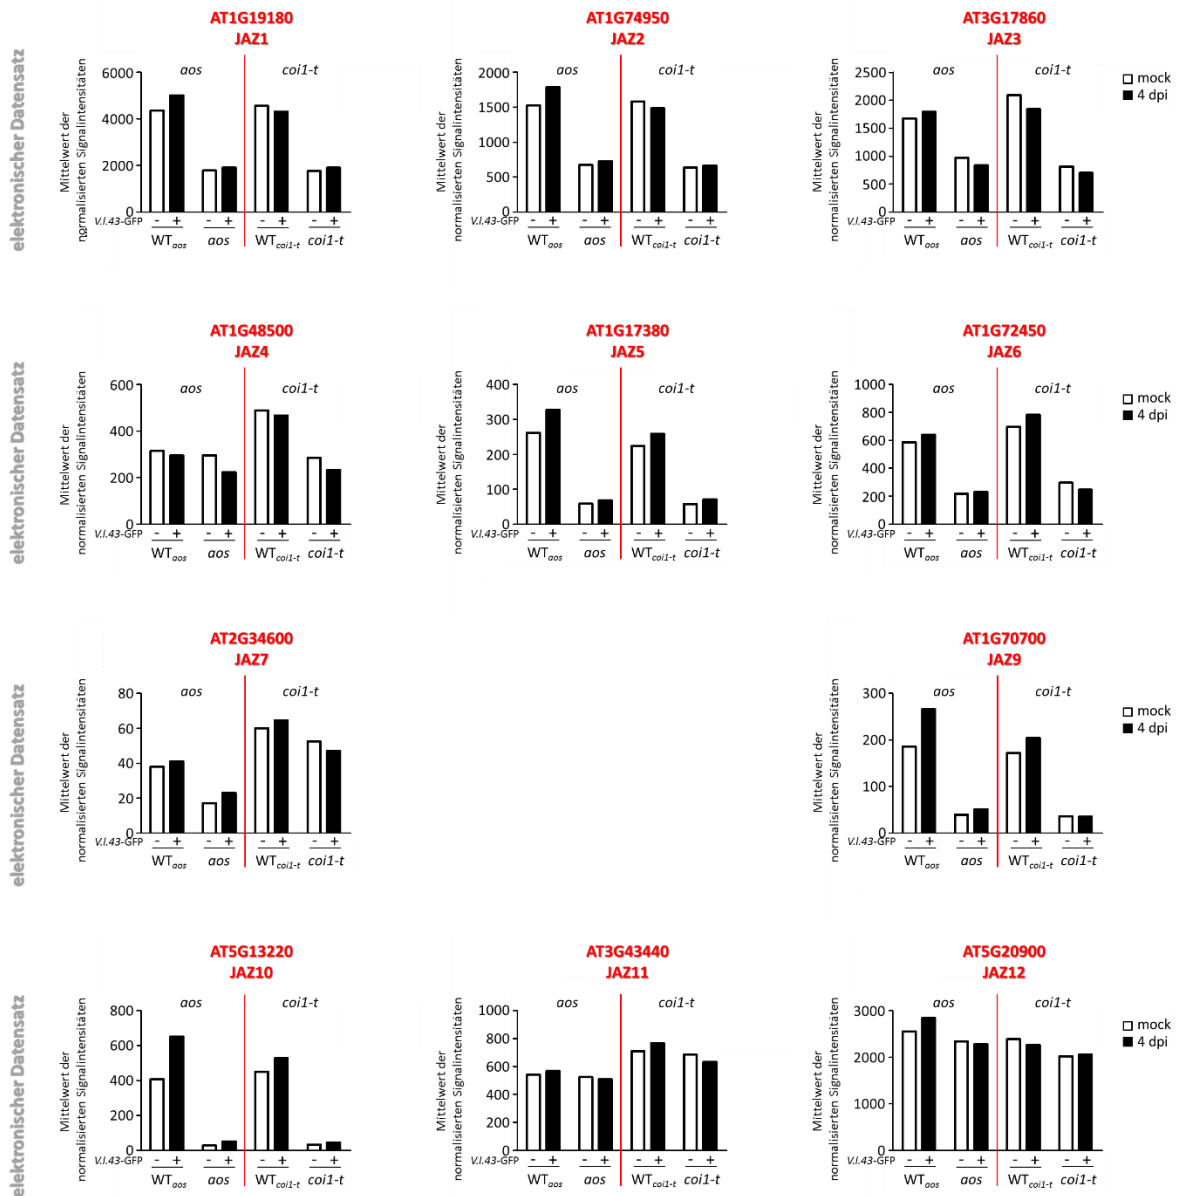 elektronischer Datensatz
AT1G19180
JAZ1
Mittelwert der
normalisierten Signalintensitäten
6000
4000
2000
0
aos
coi1-t
V.l.43-GFP
- + - + - + - +
WTaos aos WTcoi1-t coi1-t
AT1G74950
JAZ2
Mittelwert der
normalisierten Signalintensitäten
2000
1500
1000
500
0
aos
coi1-t
- + - + - + - +
WTaos aos WTcoi1-t coi1-t
AT3G17860
JAZ3
Mittelwert der
normalisierten Signalintensitäten
2500
2000
1500
1000
500
0
aos
coi1-t
V.l.43-GFP
- + - + - + - +
WTaos aos WTcoi1-t coi1-t
mock
4 dpi
elektronischer Datensatz
AT1G48500
JAZ4
Mittelwert der
normalisierten Signalintensitäten
600
400
200
0
aos
coi1-t
V.l.43-GFP
- + - + - + - +
WTaos aos WTcoi1-t coi1-t
AT1G17380
JAZ5
Mittelwert der
normalisierten Signalintensitäten
400
300
200
100
0
aos
coi1-t
- + - + - + - +
WTaos aos WTcoi1-t coi1-t
AT1G72450
JAZ6
Mittelwert der
normalisierten Signalintensitäten
1000
800
600
400
200
0
aos
coi1-t
V.l.43-GFP
- + - + - + - +
WTaos aos WTcoi1-t coi1-t
mock
4 dpi
elektronischer Datensatz
AT2G34600
JAZ7
Mittelwert der
normalisierten Signalintensitäten
80
60
40
20
0
aos
coi1-t
V.l.43-GFP
- + - + - + - +
WTaos aos WTcoi1-t coi1-t
AT1G70700
JAZ9
Mittelwert der
normalisierten Signalintensitäten
300
200
100
0
aos
coi1-t
V.l.43-GFP
- + - + - + - +
WTaos aos WTcoi1-t coi1-t
mock
4 dpi
elektronischer Datensatz
AT5G13220
JAZ10
Mittelwert der
normalisierten Signalintensitäten
800
600
400
200
0
aos
coi1-t
V.l.43-GFP
- + - + - + - +
WTaos aos WTcoi1-t coi1-t
AT3G43440
JAZ11
Mittelwert der
normalisierten Signalintensitäten
1000
800
600
400
200
0
aos
coi1-t
- + - + - + - +
WTaos aos WTcoi1-t coi1-t
AT5G20900
JAZ12
Mittelwert der
normalisierten Signalintensitäten
3000
2000
1000
0
aos
coi1-t
V.l.43-GFP
- + - + - + - +
WTaos aos WTcoi1-t coi1-t
mock
4 dpi